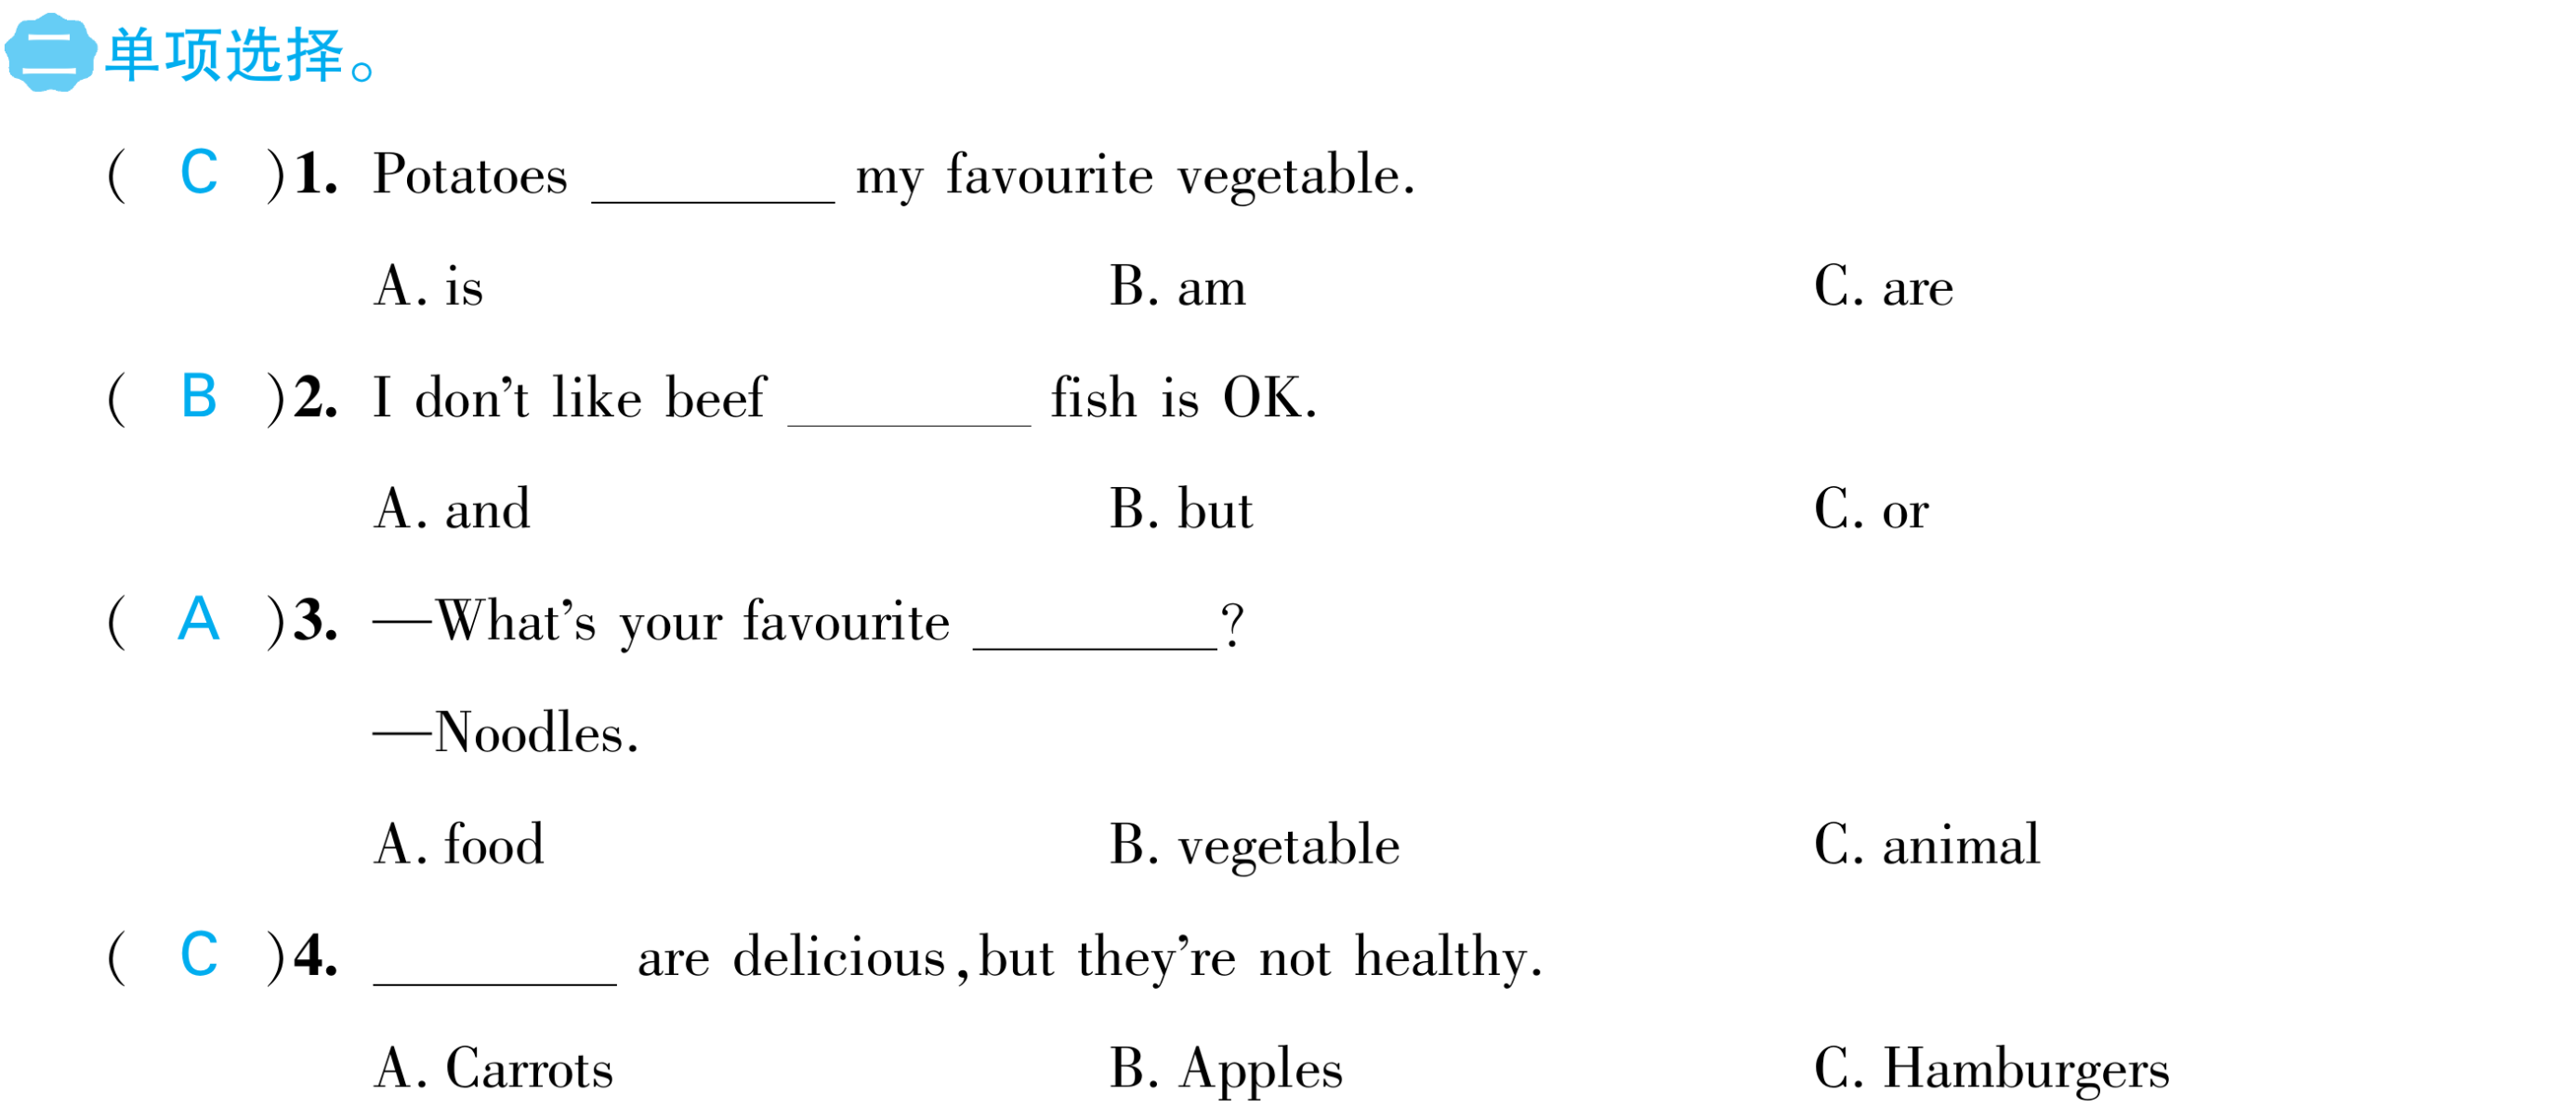 二 单项选择。
( C )1. Potatoes ________ my favourite vegetable.
A. is B. am C. are
( B )2. I don’t like beef ________ fish is OK.
A. and B. but C. or
( A )3. —What’s your favourite ________?
—Noodles.
A. food B. vegetable C. animal
( C )4. ________ are delicious,but they’re not healthy.
A. Carrots B. Apples C. Hamburgers